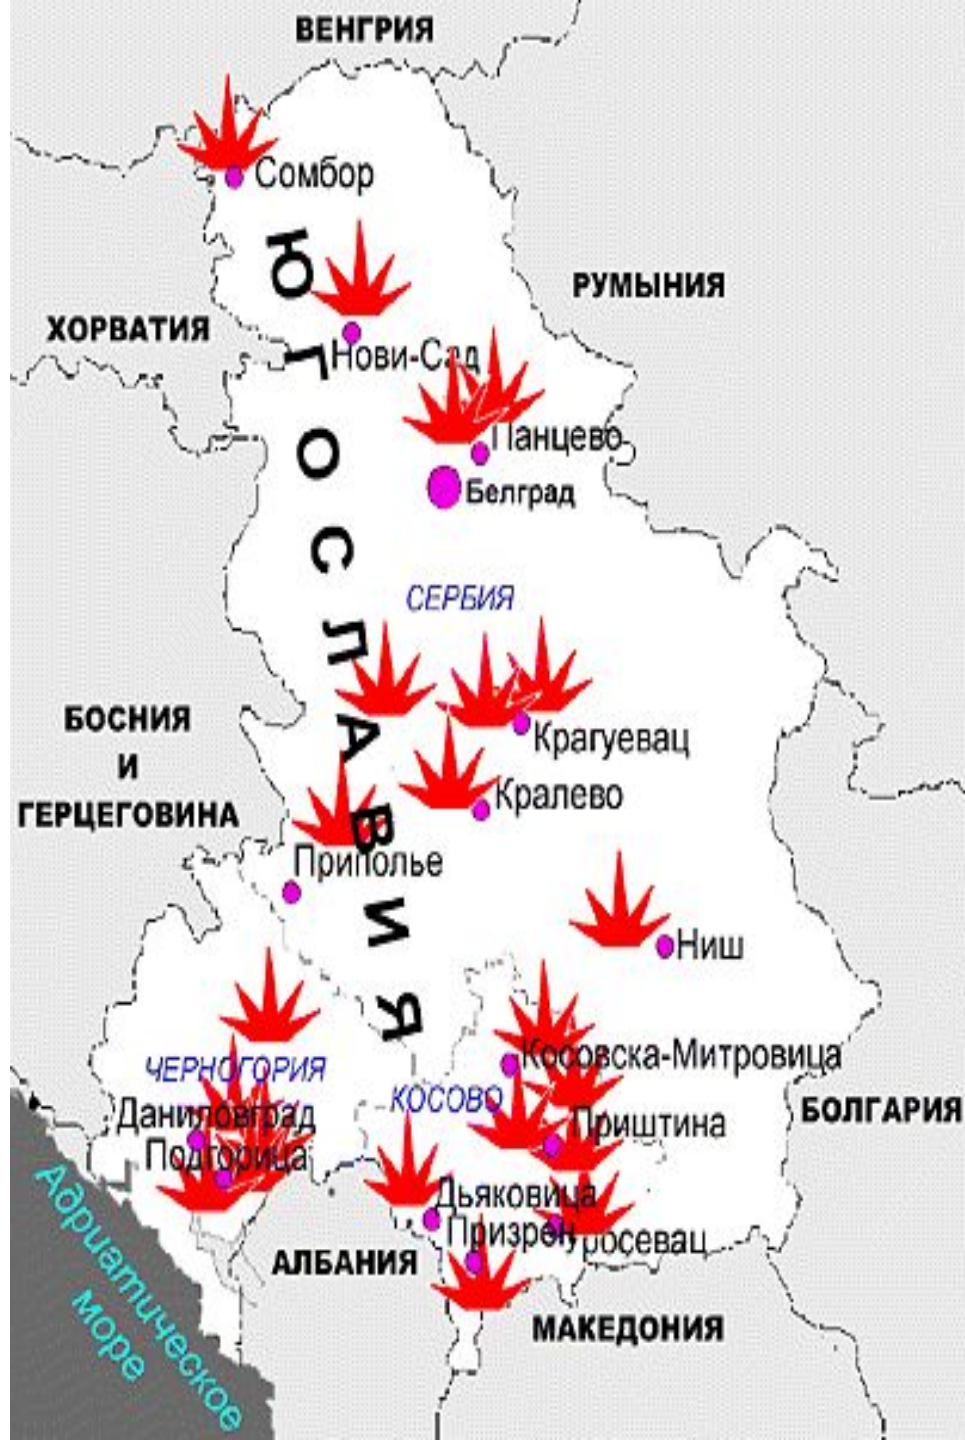 ВЕНГРИЯ
Сомбор
ЮГОСЛАВИЯ
РУМЫНИЯ
ХОРВАТИЯ
Нови-Сад
Панцево
Белград
СЕРБИЯ
БОСНИЯ
И
ГЕРЦЕГОВИНА
Крагуевац
Кралево
Приполье
Ниш
Косовска-Митровица
ЧЕРНОГОРИЯ
КОСОВО
БОЛГАРИЯ
Даниловград
Приштина
Подгорица
Дьяковица
Призрен
Уросевац
АЛБАНИЯ
МАКЕДОНИЯ
Адриатическое
море